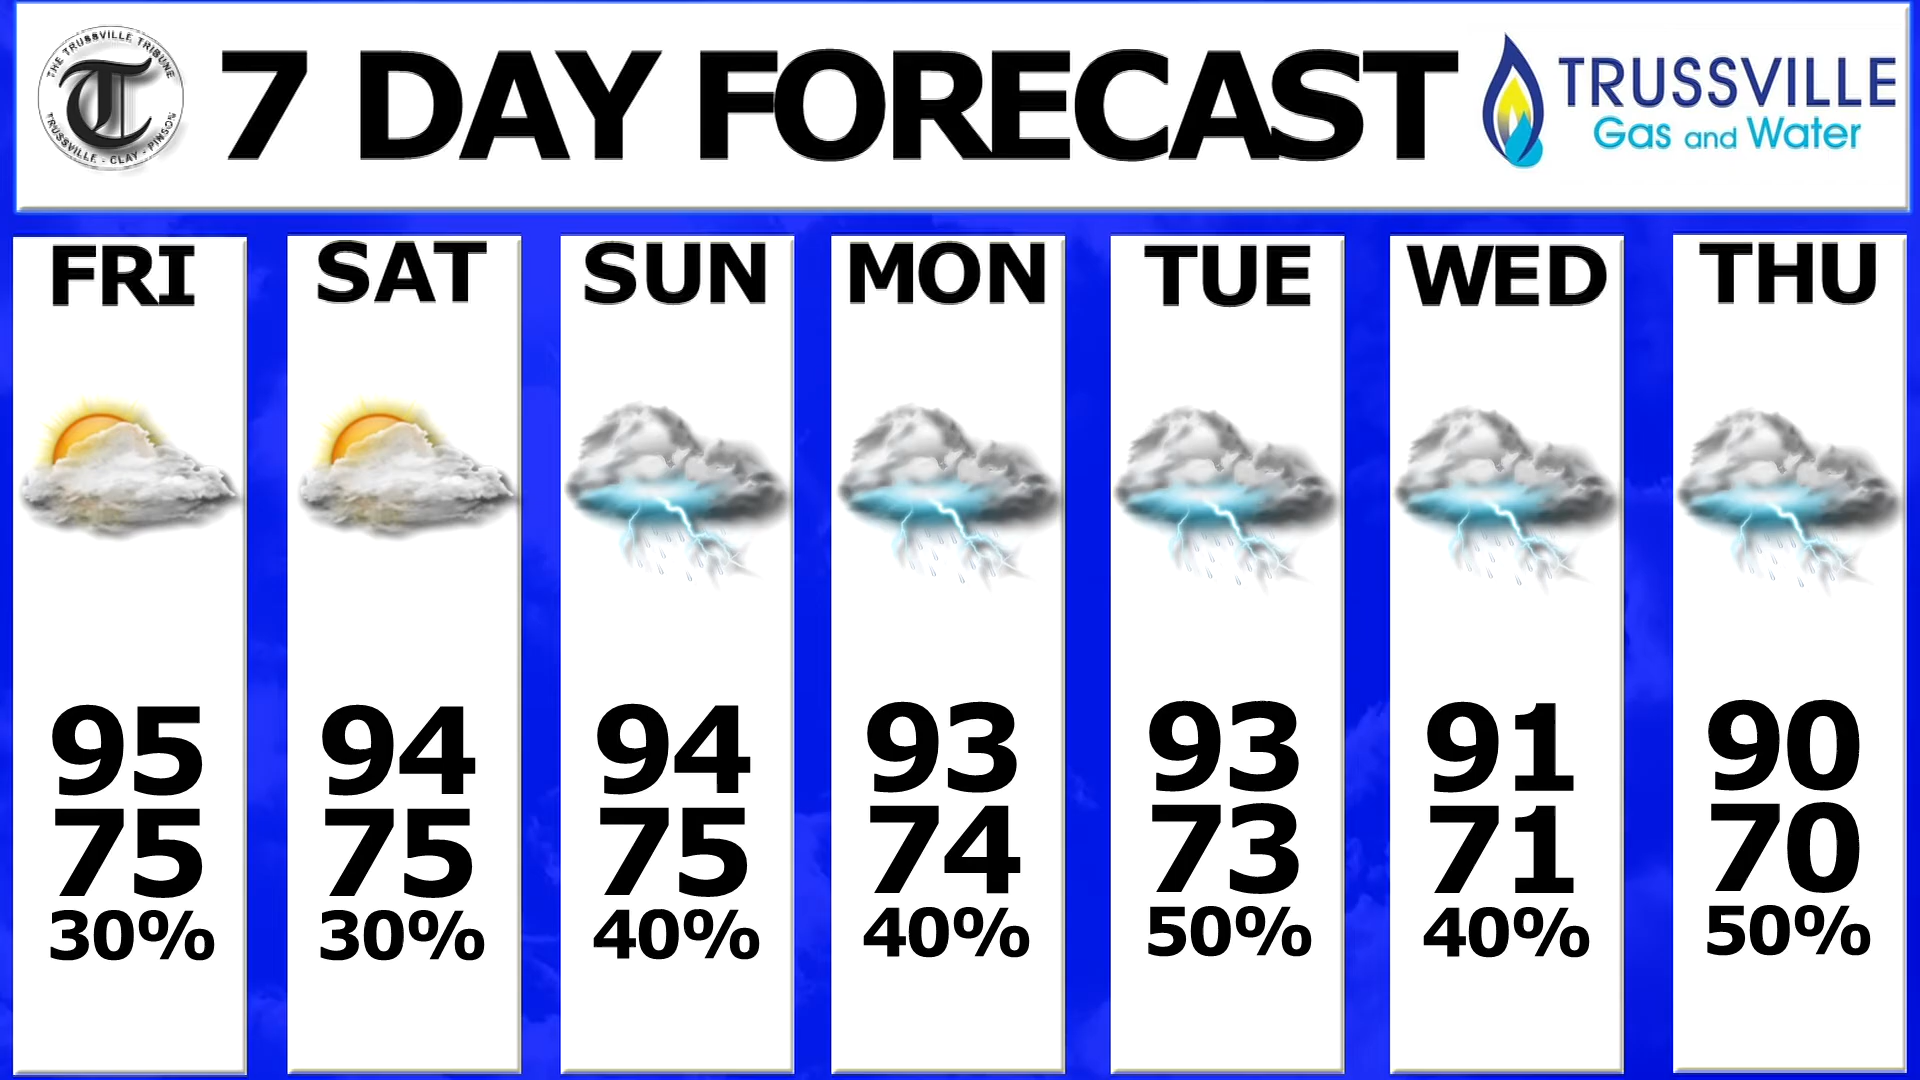 THE TRUSSVILLE TRIBUNE
T
TRUSSVILLE - CLAY - PINSON
7 DAY FORECAST
TRUSSVILLE
Gas and Water
FRI
95
75
30%
SAT
94
75
30%
SUN
94
75
40%
MON
93
74
40%
TUE
93
73
50%
WED
91
71
40%
THU
90
70
50%